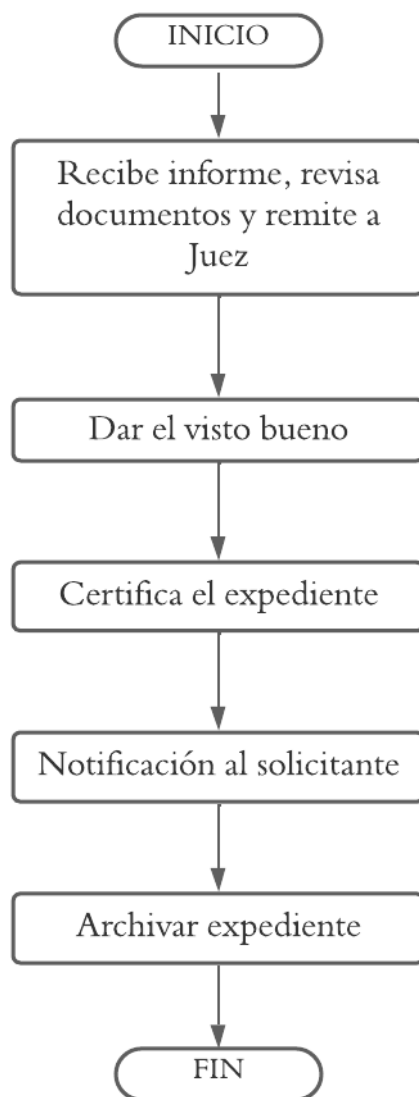 INICIO
Recibe informe, revisa
documentos y remite a
Juez
Dar el visto bueno
Certifica el expediente
Notificación al solicitante
Archivar expediente
FIN